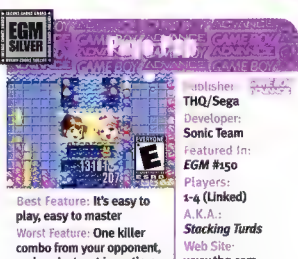 EGM
SILVER
Puyo Pop
Publisher:
THQ/Sega
Developer:
Sonic Team
Featured In:
EGM #150
Players:
1-4 (Linked)
A.K.A.:
Stacking Turds
Web Site:
EVERYONE
E
ESRB
Best Feature: It's easy to
play, easy to master
Worst Feature: One killer
combo from your opponent,